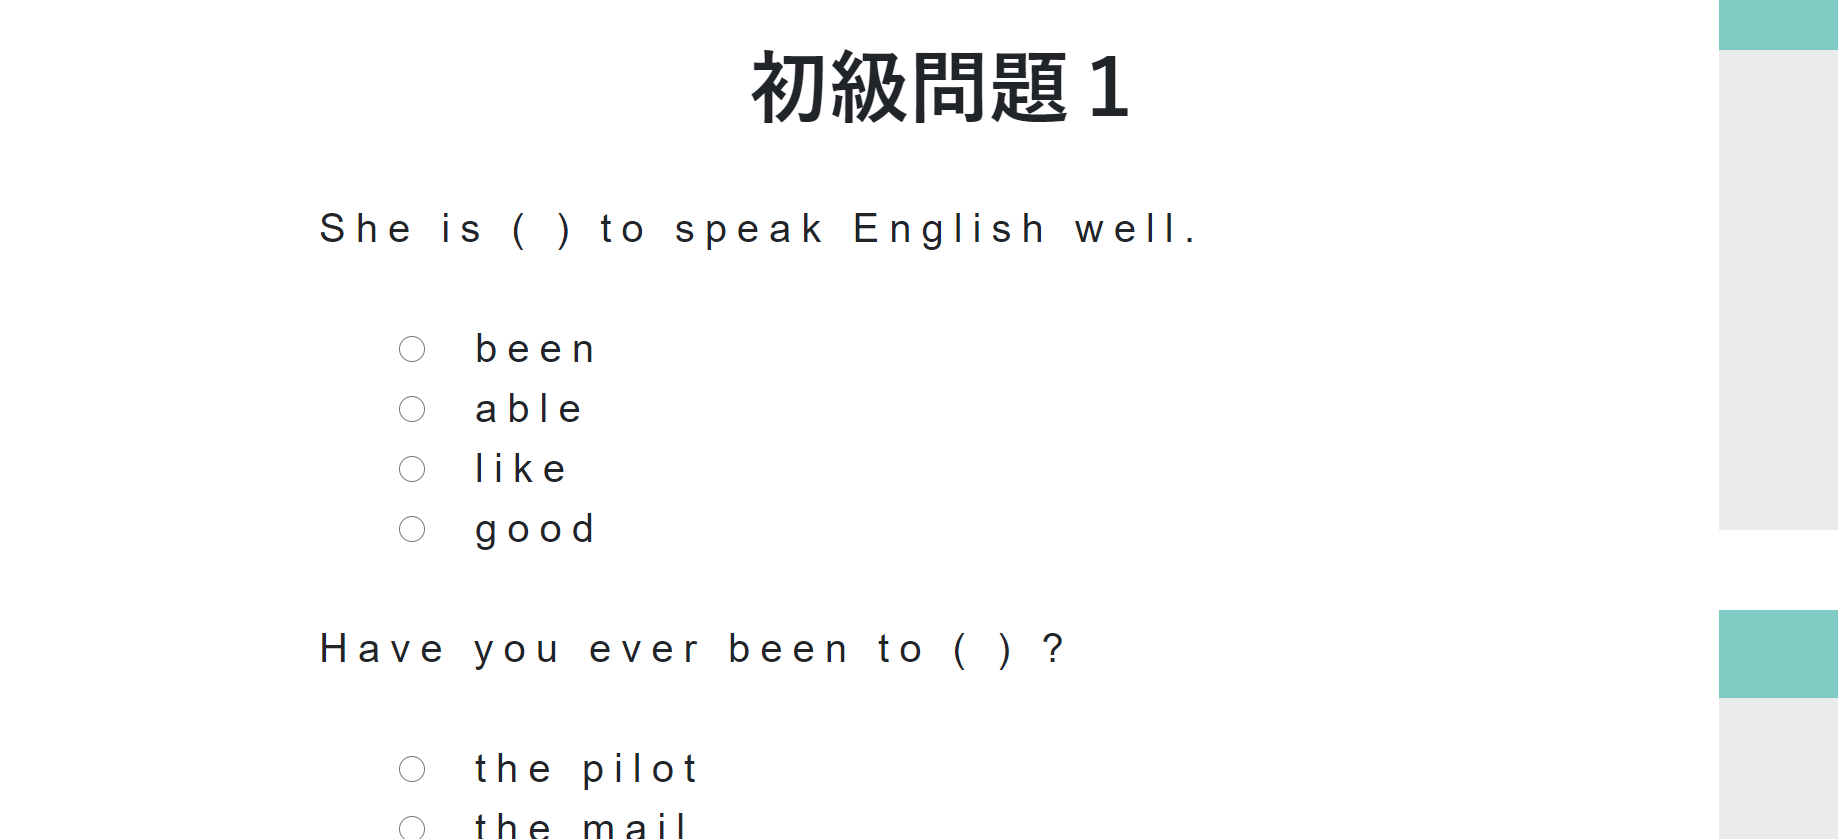 初級問題1
She is ( ) to speak English well.
been
able
like
good
Have you ever been to ( ) ?
the pilot
the mail